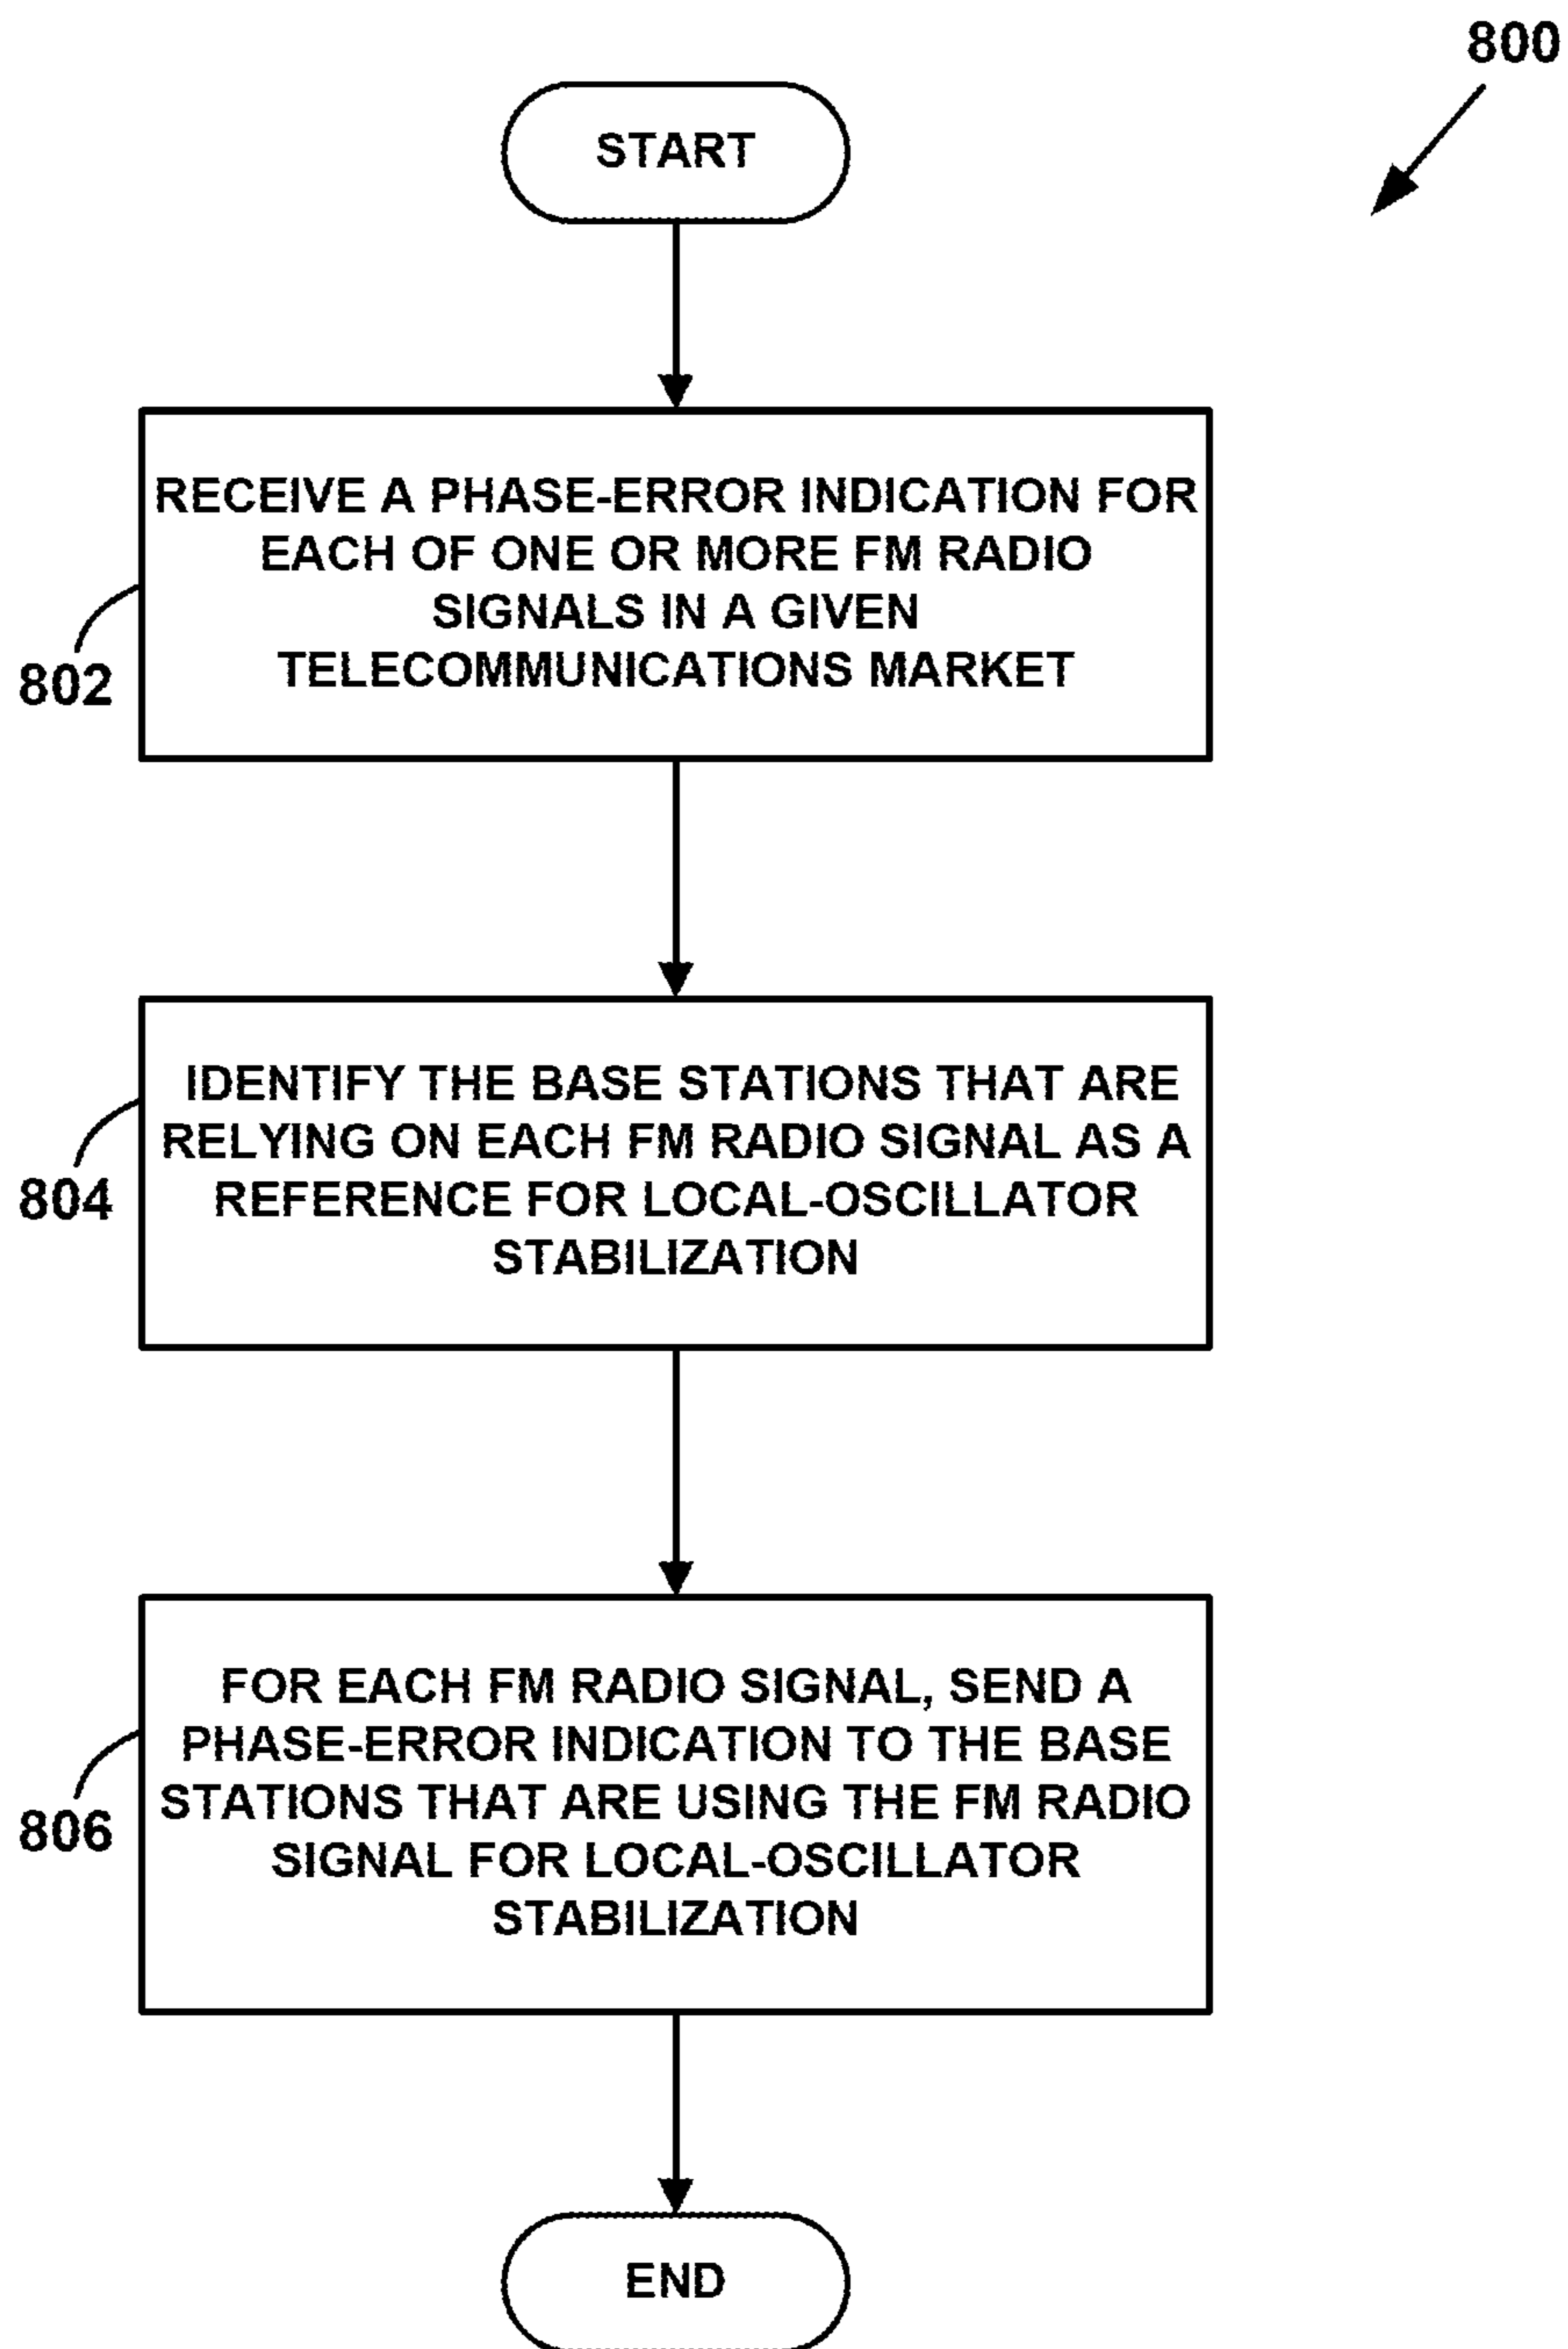 800
START
RECEIVE A PHASE-ERROR INDICATION FOR
EACH OF ONE OR MORE FM RADIO
SIGNALS IN A GIVEN
TELECOMMUNICATIONS MARKET
802
IDENTIFY THE BASE STATIONS THAT ARE
RELYING ON EACH FM RADIO SIGNAL AS A
REFERENCE FOR LOCAL-OSCILLATOR
STABILIZATION
804
FOR EACH FM RADIO SIGNAL, SEND A
PHASE-ERROR INDICATION TO THE BASE
STATIONS THAT ARE USING THE FM RADIO
SIGNAL FOR LOCAL-OSCILLATOR
STABILIZATION
806
END